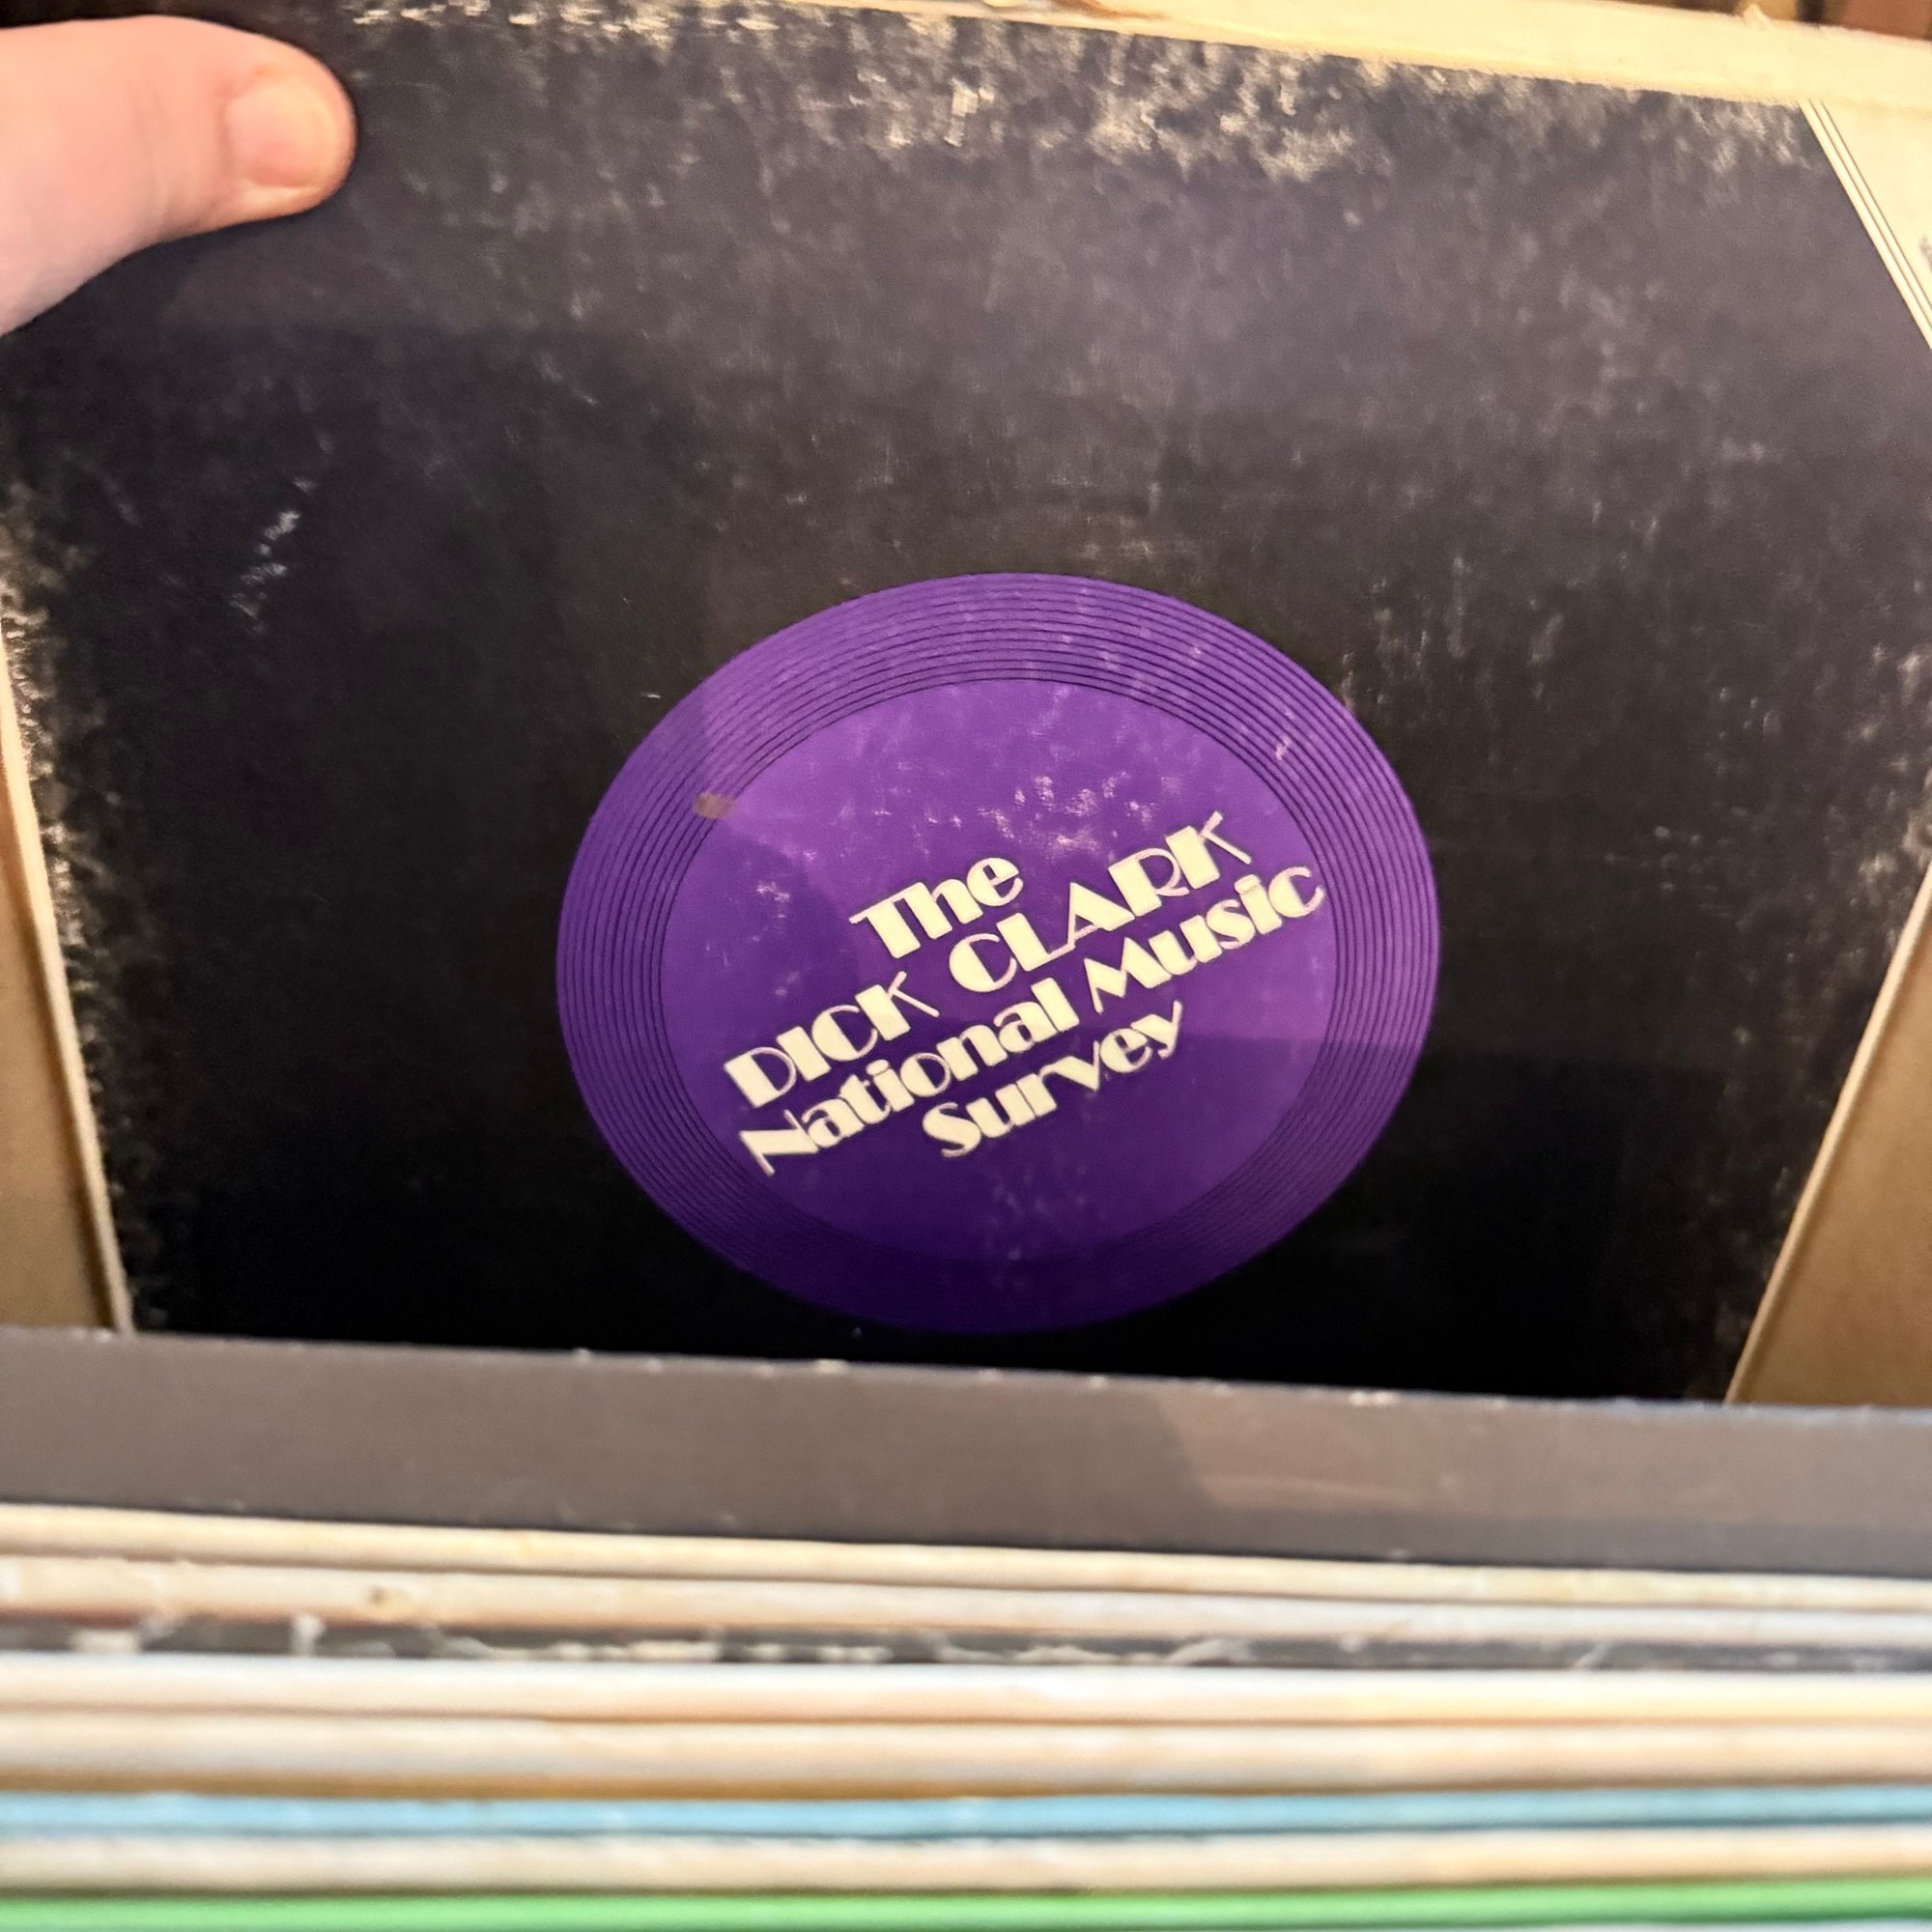 The
DICK CLARK
National Music
Survey